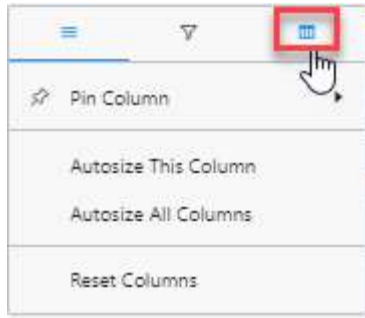 Pin Column
Autosize This Column
Autosize All Columns
Reset Columns